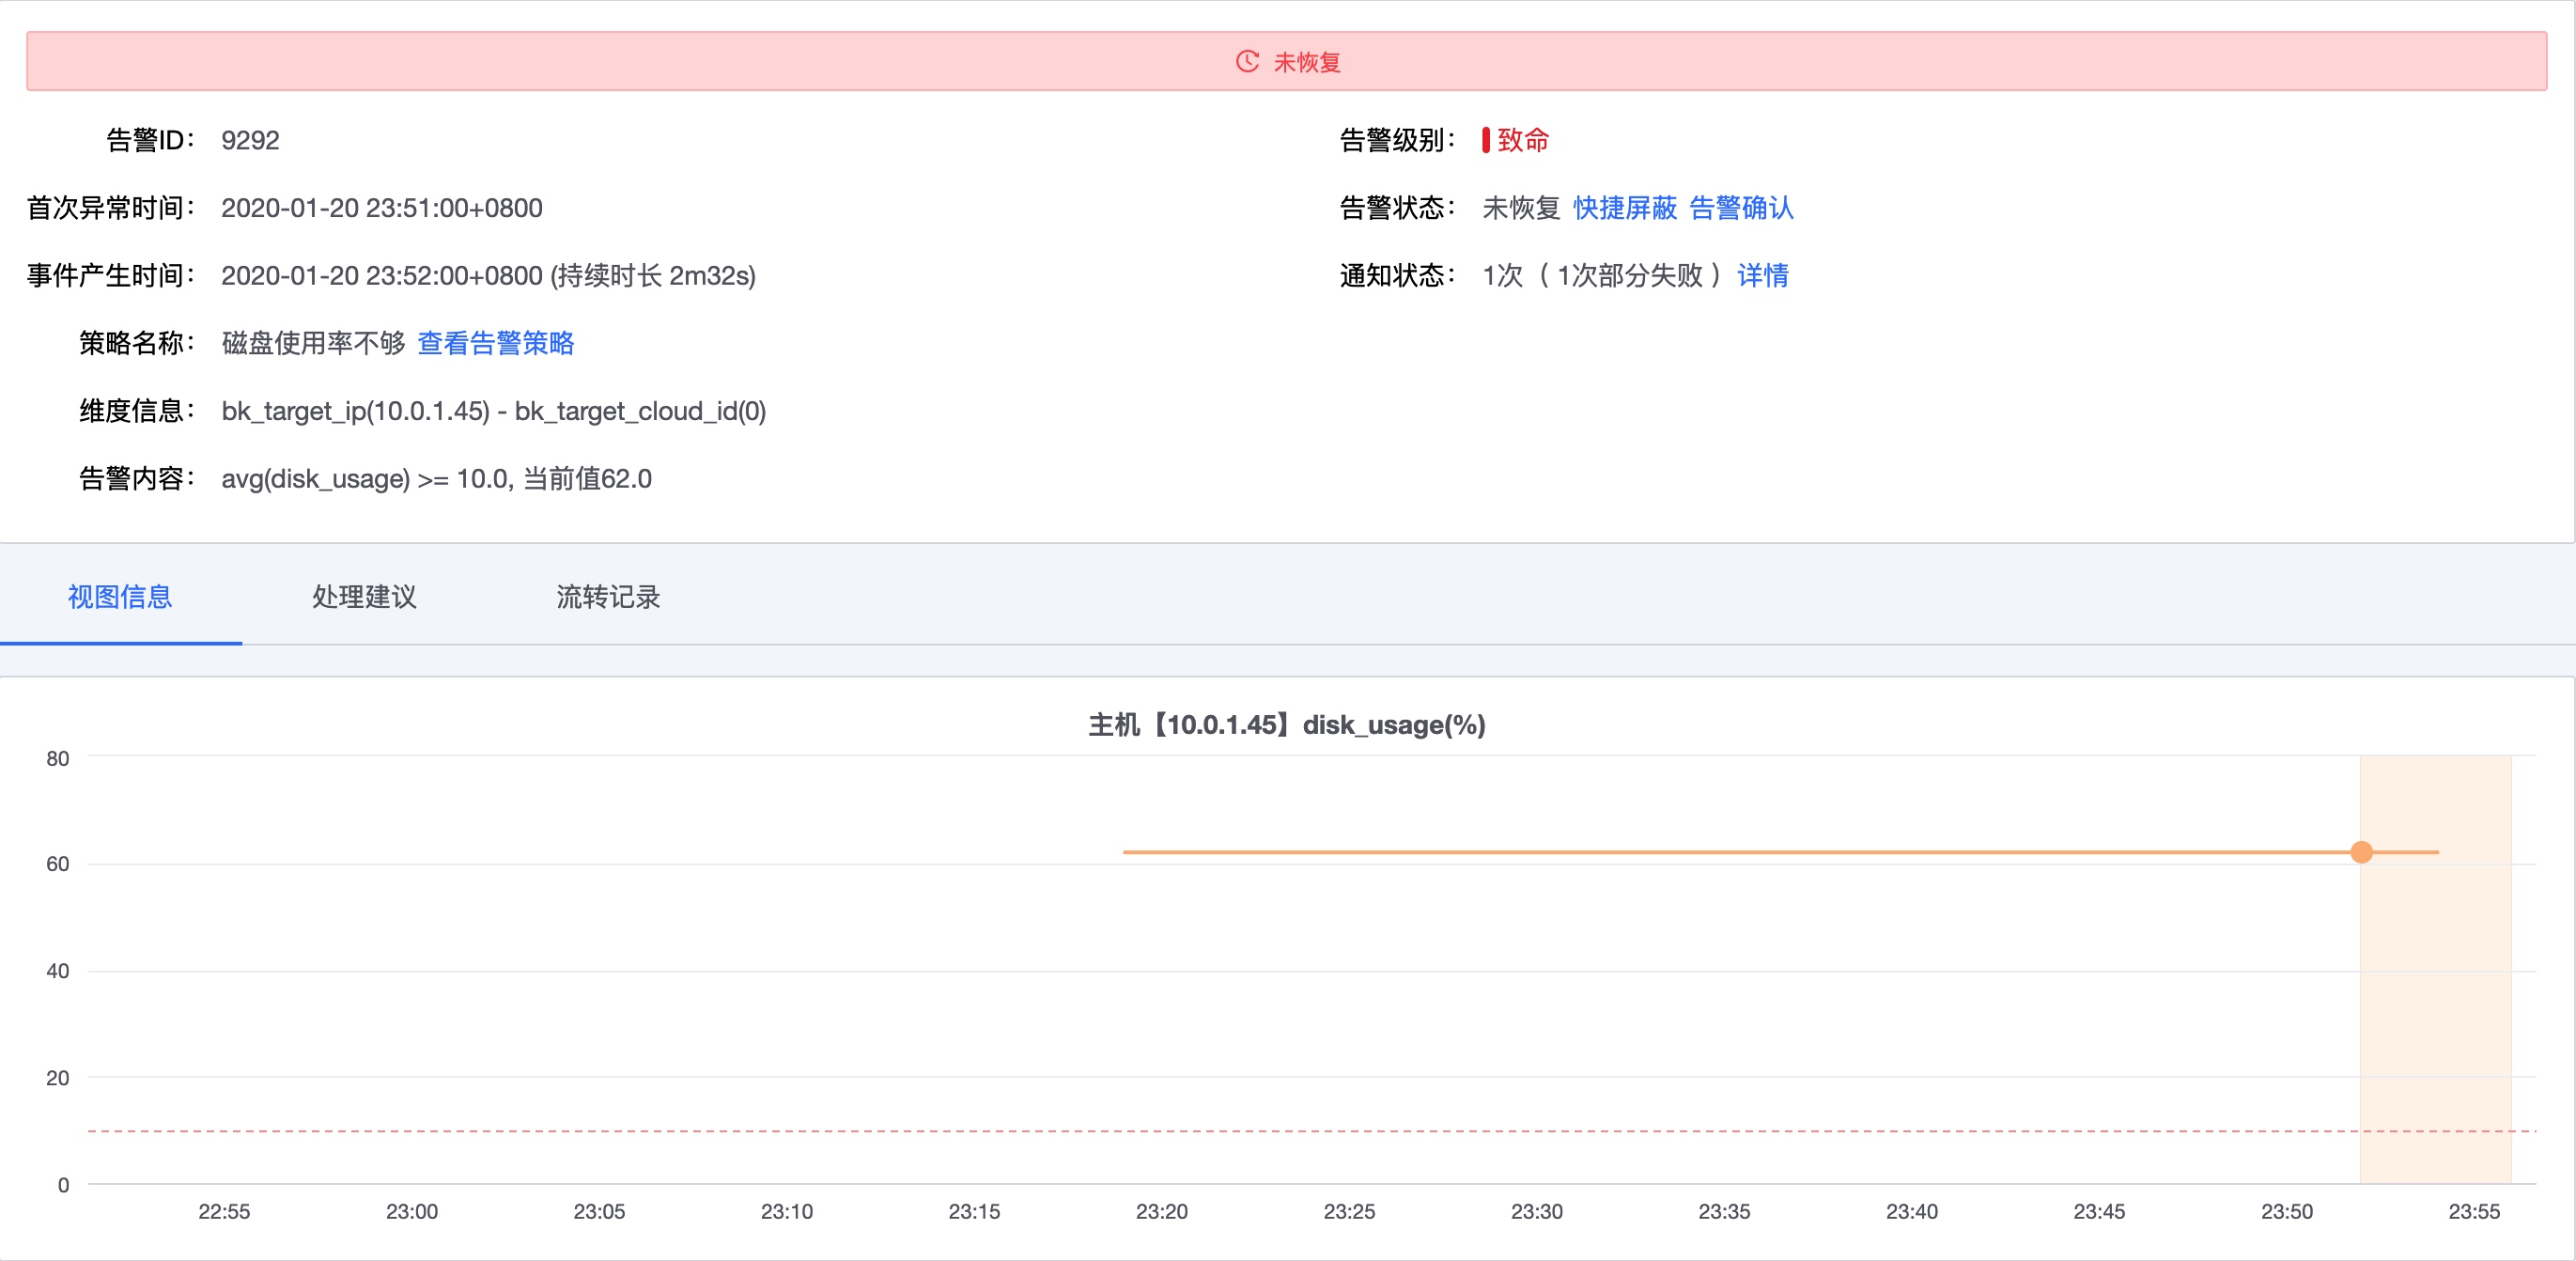 未恢复
告警ID： 9292
告警级别： 致命
首次异常时间： 2020-01-20 23:51:00+0800
告警状态： 未恢复 快捷屏蔽 告警确认
事件产生时间： 2020-01-20 23:52:00+0800 (持续时长 2m32s)
通知状态： 1次（ 1次部分失败 ）详情
策略名称： 磁盘使用率不够 查看告警策略
维度信息： bk_target_ip(10.0.1.45) - bk_target_cloud_id(0)
告警内容： avg(disk_usage) >= 10.0, 当前值62.0
视图信息 处理建议 流转记录
主机【10.0.1.45】disk_usage(%)
80
60
40
20
0
22:55 23:00 23:05 23:10 23:15 23:20 23:25 23:30 23:35 23:40 23:45 23:50 23:55